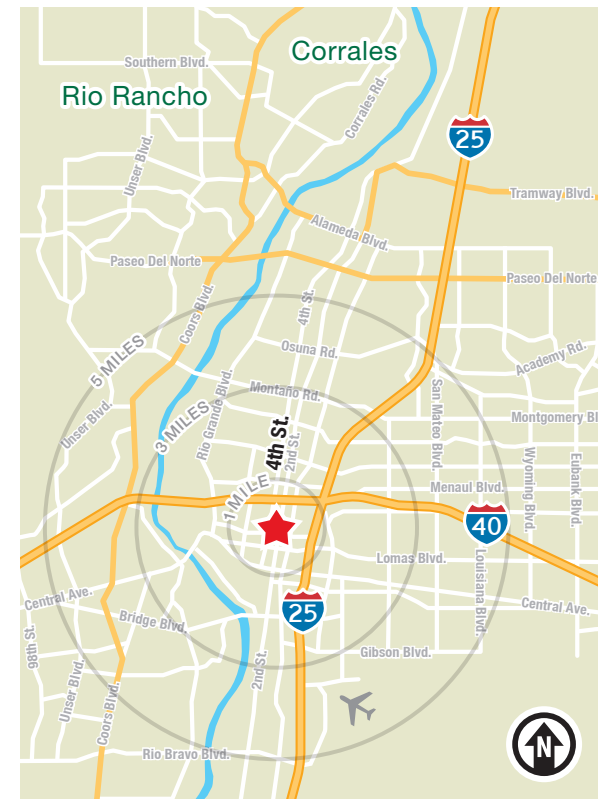 Corrales
Southern Blvd.
Rio Rancho
Corrales Rd.
25
Unser Blvd.
Tramway Blvd.
Alameda Blvd.
Paseo Del Norte
Paseo Del Norte
Coors Blvd.
4th St.
5 MILES
Osuna Rd.
Academy Rd.
Montaño Rd.
San Mateo Blvd.
Unser Blvd.
3 MILES
Rio Grande Blvd.
4th St.
2nd St.
Montgomery Bl
Wyoming Blvd.
Eubank Blvd.
1 MILE
Menaul Blvd.
40
Lomas Blvd.
Louisiana Blvd.
Central Ave.
Central Ave.
25
Bridge Blvd.
98th St.
Gibson Blvd.
2nd St.
Unser Blvd.
Coors Blvd.
Rio Bravo Blvd.
N